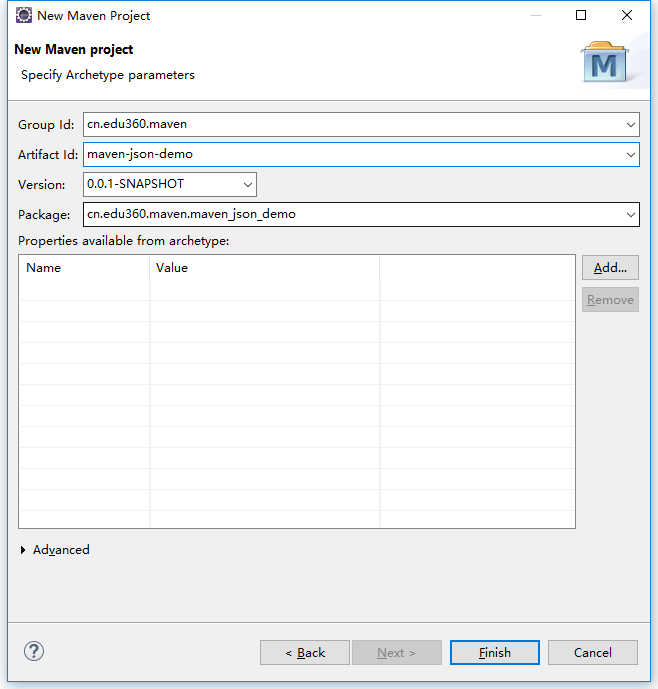 New Maven Project
New Maven project
Specify Archetype parameters
M
Group Id: cn.edu360.maven
Artifact Id: maven-json-demo
Version: 0.0.1-SNAPSHOT
Package: cn.edu360.maven.maven_json_demo
Properties available from archetype:
Name Value
Add...
Remove
Advanced
? < Back Next > Finish Cancel